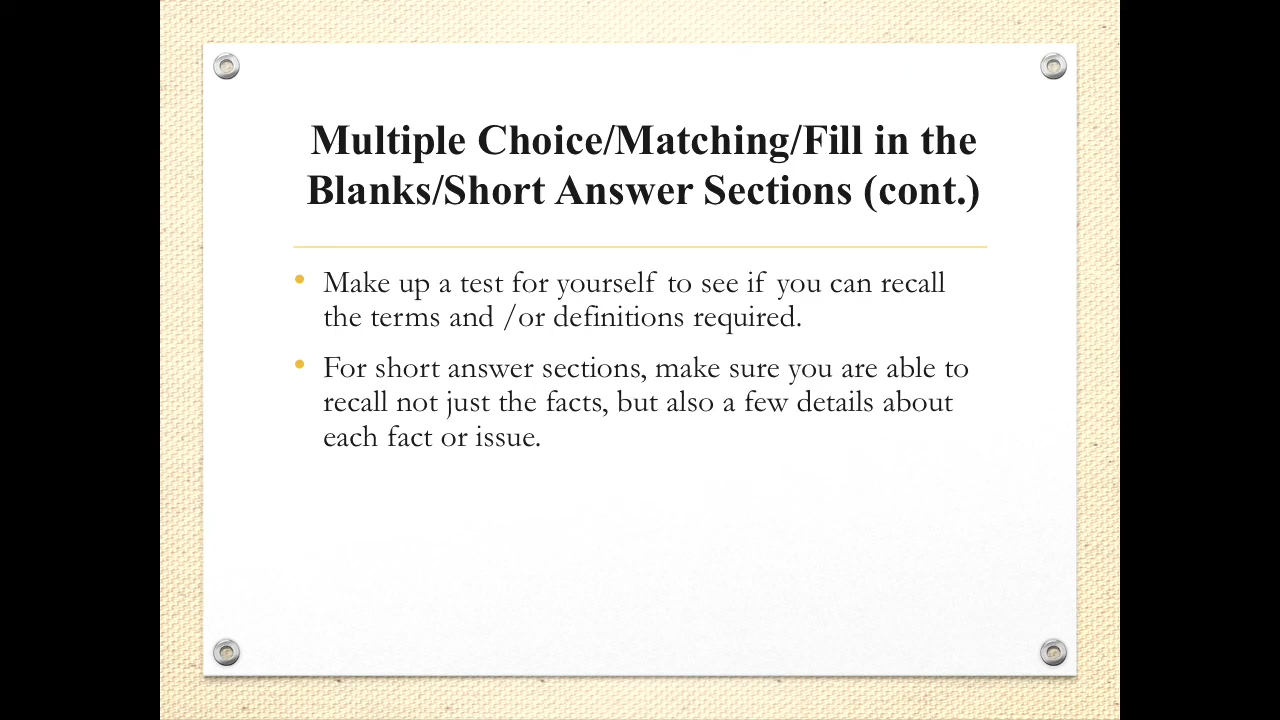 Multiple Choice/Matching/Fill in the
Blanks/Short Answer Sections (cont.)
• Make up a test for yourself to see if you can recall
the terms and /or definitions required.
• For short answer sections, make sure you are able to
recall not just the facts, but also a few details about
each fact or issue.